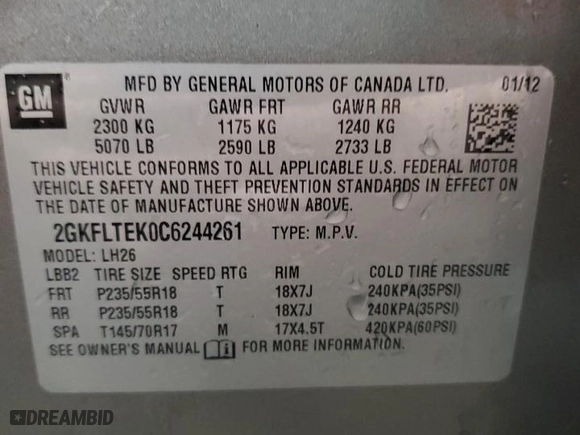 GM
MFD BY GENERAL MOTORS OF CANADA LTD. 01/12
GVWR GAWR FRT GAWR RR
2300 KG 1175 KG 1240 KG
5070 LB 2590 LB 2733 LB
THIS VEHICLE CONFORMS TO ALL APPLICABLE U.S. FEDERAL MOTOR
VEHICLE SAFETY AND THEFT PREVENTION STANDARDS IN EFFECT ON
THE DATE OF MANUFACTURE SHOWN ABOVE.
2GKFLTEK0C6244261 TYPE: M.P.V.
MODEL: LH26
LBB2 TIRE SIZE SPEED RTG RIM COLD TIRE PRESSURE
FRT P235/55R18 T 18X7J 240KPA(35PSI)
RR P235/55R18 T 18X7J 240KPA(35PSI)
SPA T145/70R17 M 17X4.5T 420KPA(60PSI)
SEE OWNER'S MANUAL i FOR MORE INFORMATION.
DREAMBID